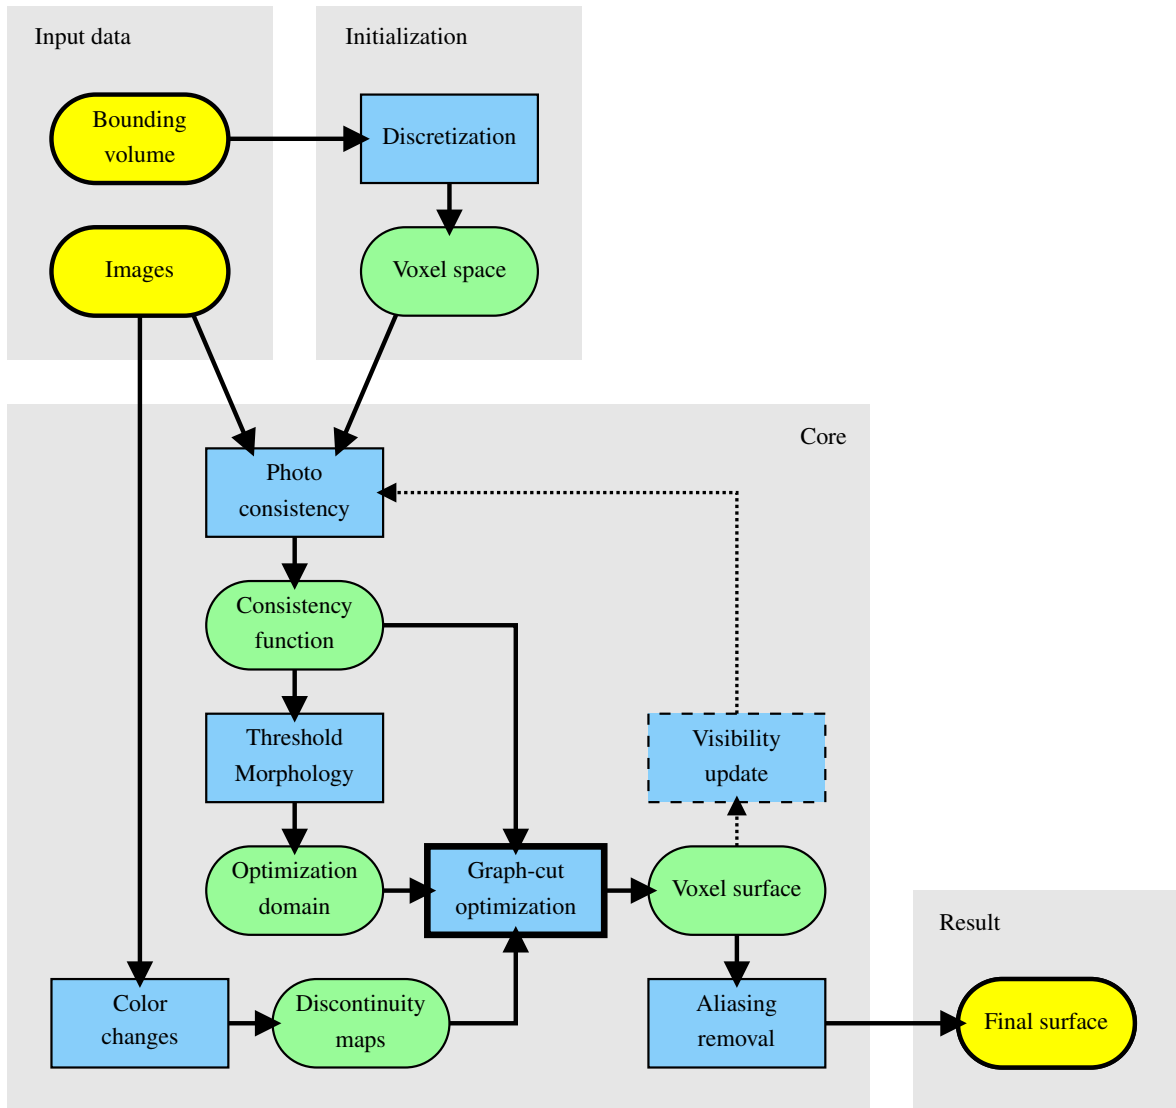 Input data
Initialization
Bounding
volume
Discretization
Images
Voxel space
Core
Photo
consistency
Consistency
function
Threshold
Morphology
Visibility
update
Optimization
domain
Graph-cut
optimization
Voxel surface
Result
Color
changes
Discontinuity
maps
Aliasing
removal
Final surface